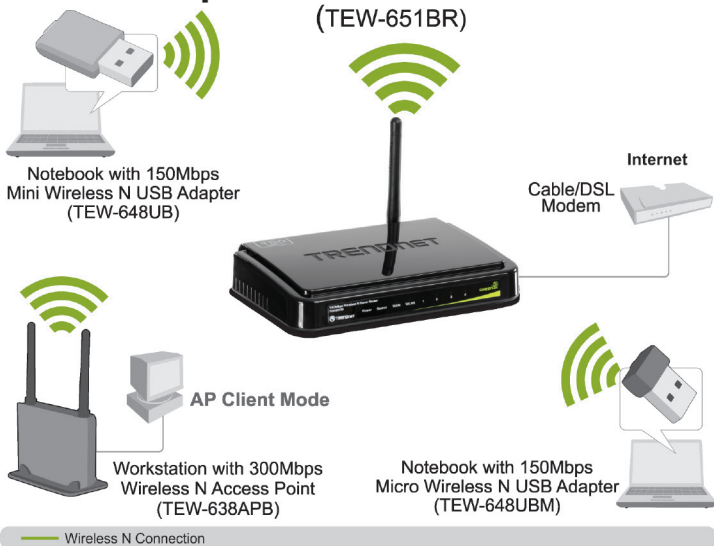 (TEW-651BR)
Notebook with 150Mbps
Mini Wireless N USB Adapter
(TEW-648UB)
Internet
Cable/DSL
Modem
TRENDNET
TRENDNET
AP Client Mode
Workstation with 300Mbps
Wireless N Access Point
(TEW-638APB)
Notebook with 150Mbps
Micro Wireless N USB Adapter
(TEW-648UBM)
Wireless N Connection